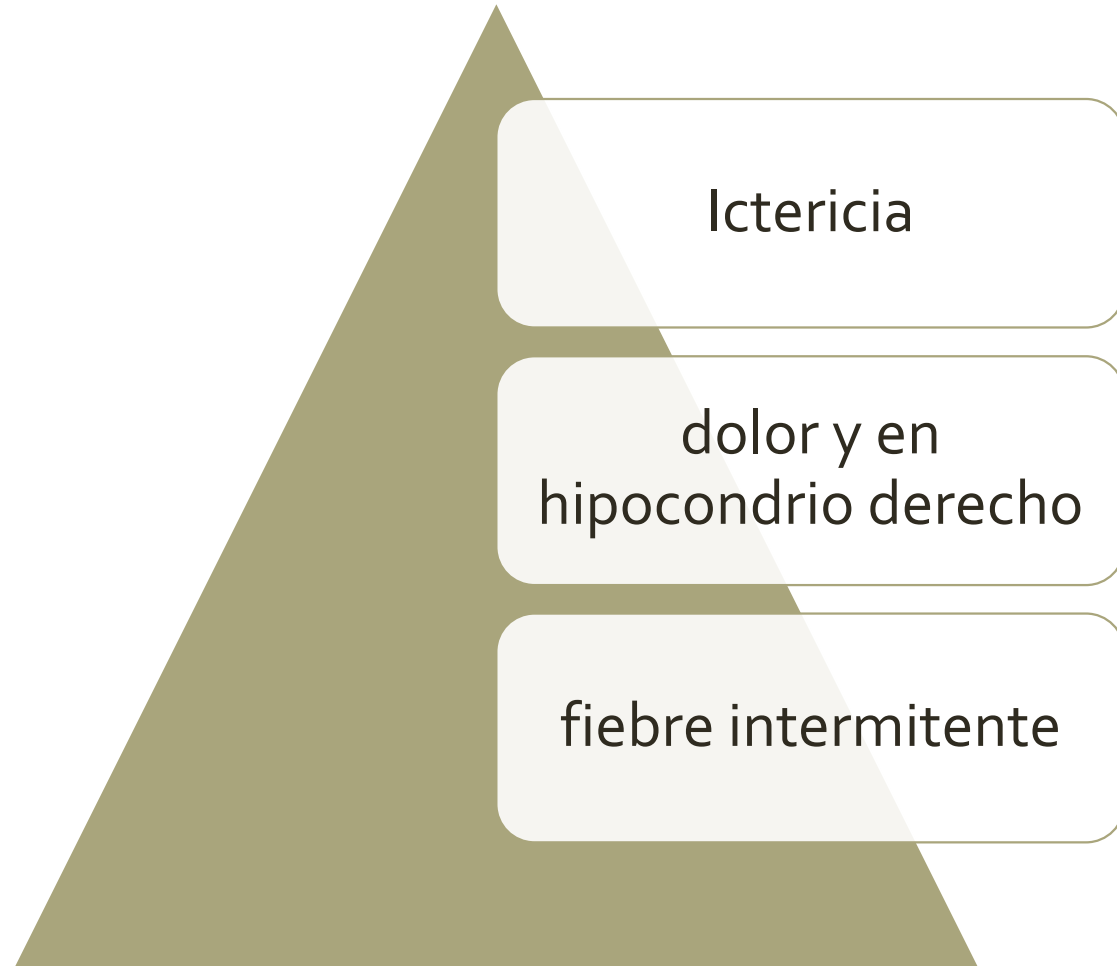 Ictericia
dolor y en
hipocondrio derecho
fiebre intermitente